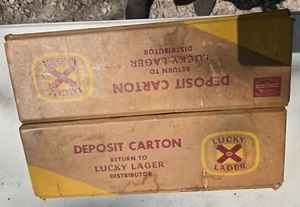 DEPOSIT CARTON
RETURN TO
LUCKY LAGER
DISTRIBUTOR
LUCKY
LAGER
DEPOSIT CARTON
RETURN TO
LUCKY LAGER
DISTRIBUTOR
LUCKY
LAGER